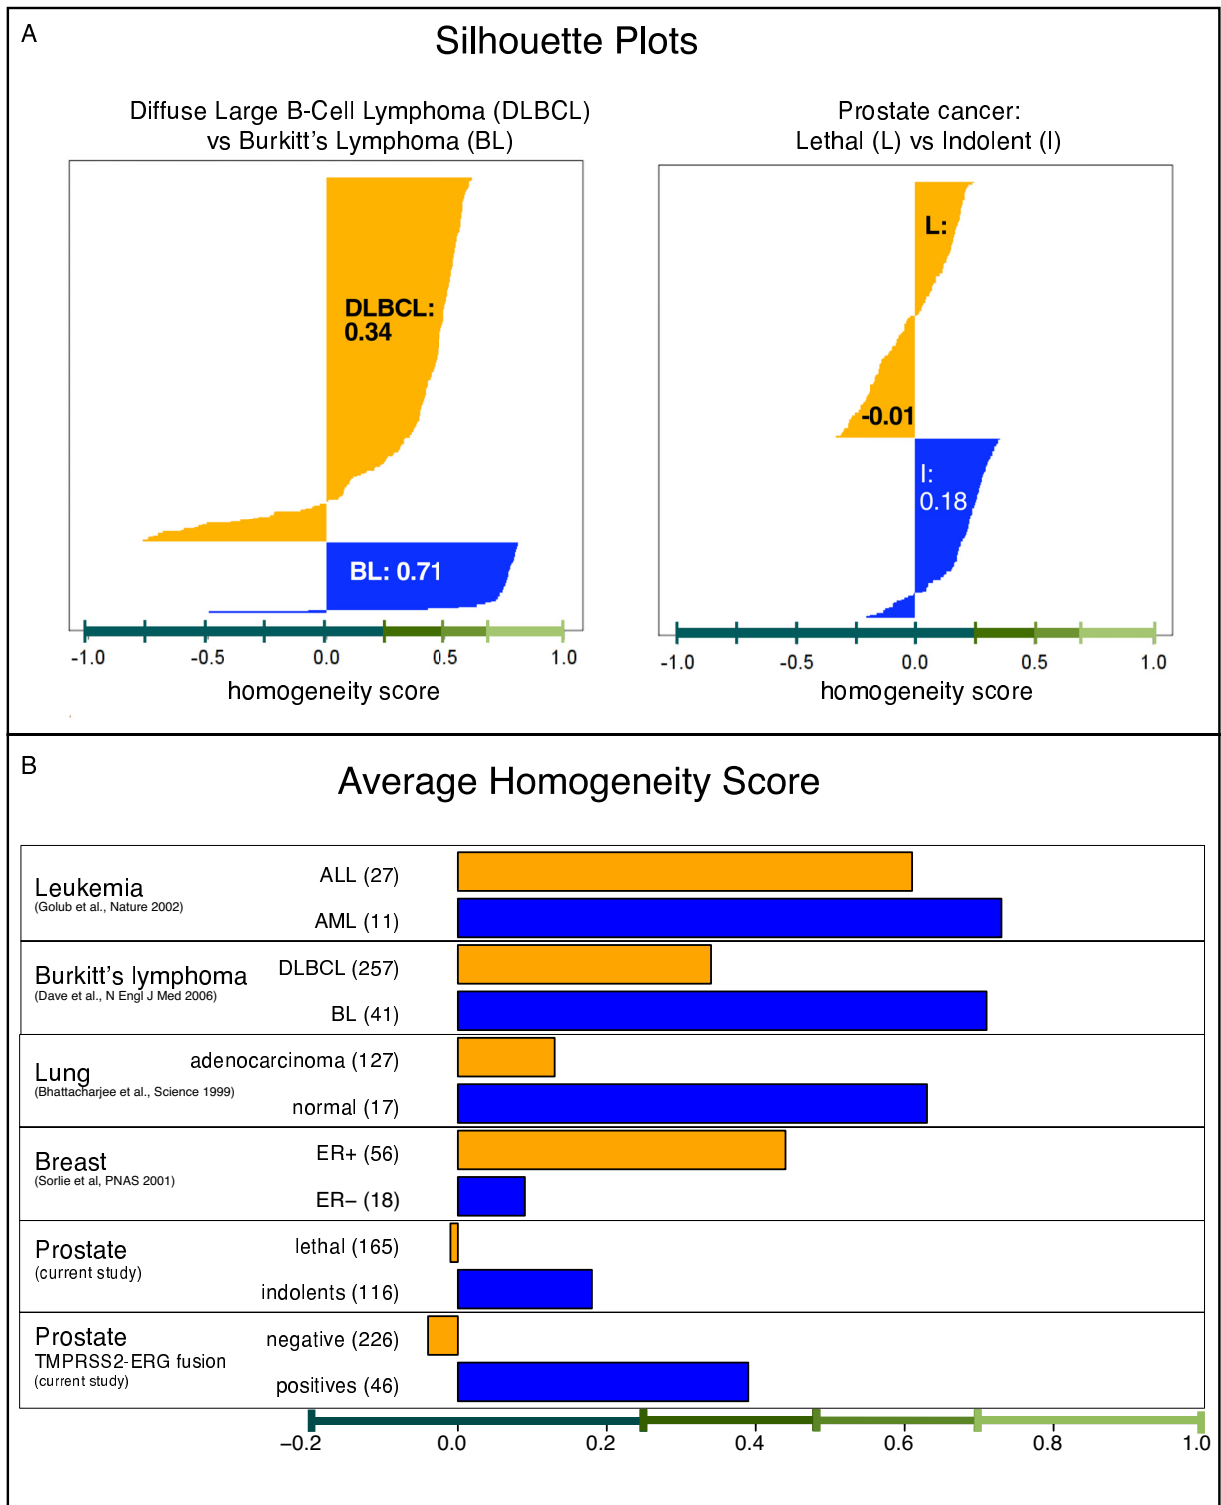 A
Silhouette Plots
Diffuse Large B-Cell Lymphoma (DLBCL)
vs Burkitt's Lymphoma (BL)
DLBCL:
0.34
BL: 0.71
-1.0 -0.5 0.0 0.5 1.0
homogeneity score
Prostate cancer:
Lethal (L) vs Indolent (I)
L:
-0.01
I:
0.18
-1.0 -0.5 0.0 0.5 1.0
homogeneity score
B
Average Homogeneity Score
Leukemia
(Golub et al., Nature 2002)
ALL (27)
AML (11)
Burkitt's lymphoma
(Dave et al., N Engl J Med 2006)
DLBCL (257)
BL (41)
Lung
(Bhattacharjee et al., Science 1999)
adenocarcinoma (127)
normal (17)
Breast
(Sorlie et al, PNAS 2001)
ER+ (56)
ER− (18)
Prostate
(current study)
lethal (165)
indolents (116)
Prostate
TMPRSS2-ERG fusion
(current study)
negative (226)
positives (46)
−0.2 0.0 0.2 0.4 0.6 0.8 1.0